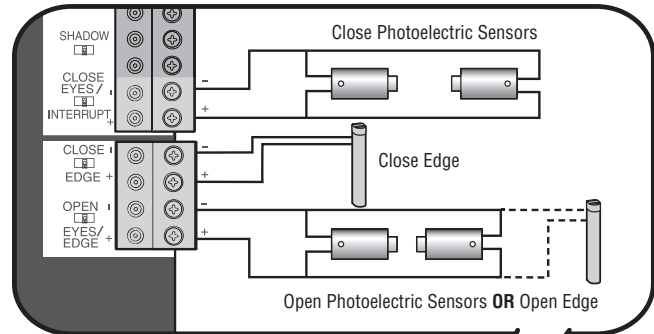 SHADOW
CLOSE
EYES/ -
INTERRUPT +
- 
+
Close Photoelectric Sensors
CLOSE -
EDGE +
-
+
Close Edge
OPEN -
EYES/ +
EDGE
-
+
Open Photoelectric Sensors OR Open Edge